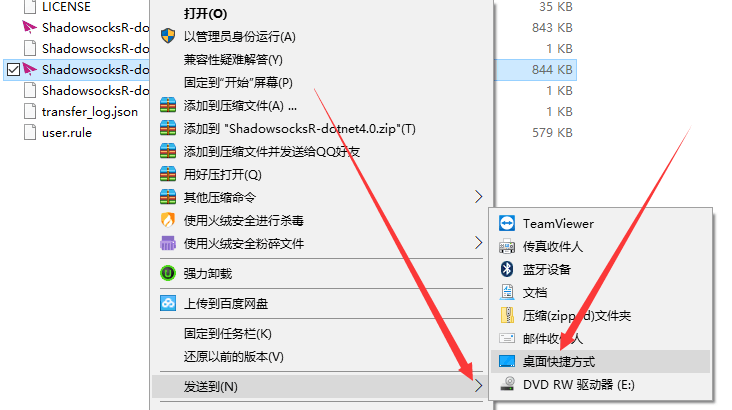 LICENSE
35 KB
ShadowsocksR-do
843 KB
ShadowsocksR-do
1 KB
ShadowsocksR-do
844 KB
ShadowsocksR-do
1 KB
transfer_log.json
1 KB
user.rule
579 KB
打开(O)
以管理员身份运行(A)
兼容性疑难解答(Y)
固定到"开始"屏幕(P)
添加到压缩文件(A) ...
添加到 "ShadowsocksR-dotnet4.0.zip"(T)
添加到压缩文件并发送给QQ好友
用好压打开(Q)
其他压缩命令
使用火绒安全进行杀毒
使用火绒安全粉碎文件
强力卸载
上传到百度网盘
固定到任务栏(K)
还原以前的版本(V)
发送到(N)
TeamViewer
传真收件人
蓝牙设备
文档
压缩(zipped)文件夹
邮件收件人
桌面快捷方式
DVD RW 驱动器 (E:)